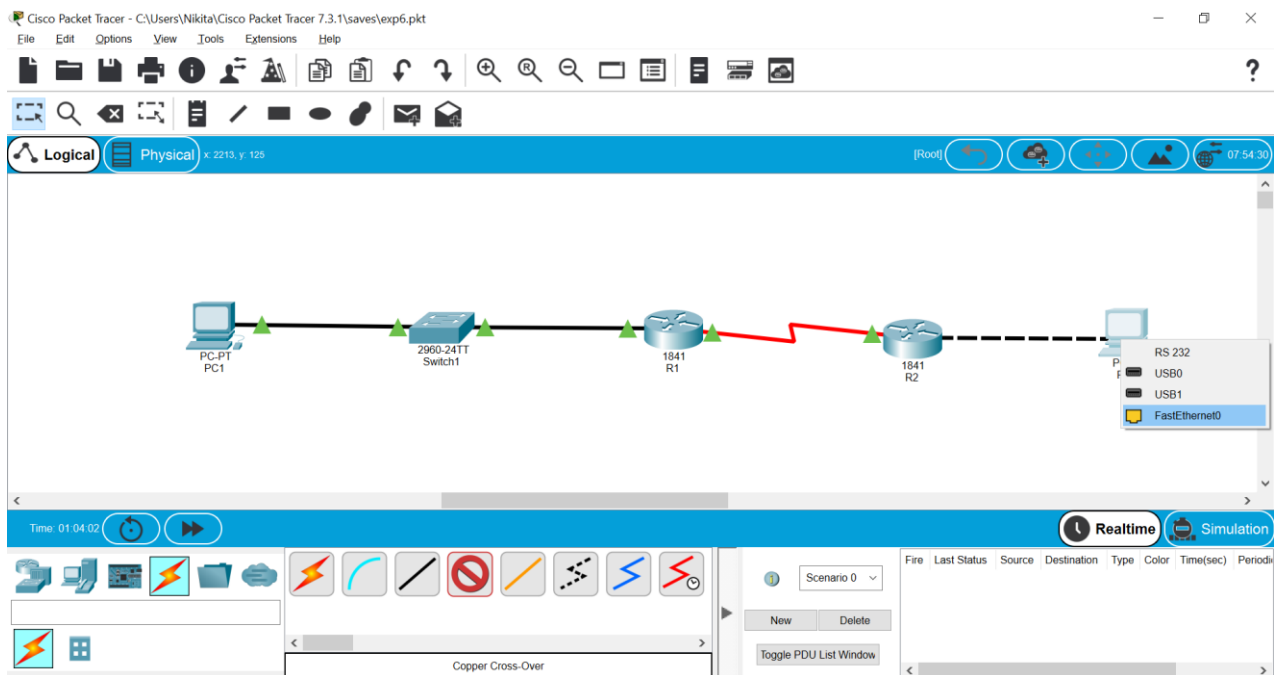 Cisco Packet Tracer - C:\Users\Nikita\Cisco Packet Tracer 7.3.1\saves\exp6.pkt
File Edit Options View Tools Extensions Help
?
Logical Physical x: 2213, y: 125 [Root] 07:54:30
PC-PT
PC1
2960-24TT
Switch1
1841
R1
1841
R2
P
RS 232
USB0
USB1
FastEthernet0
Time: 01:04:02 Realtime Simulation
Fire Last Status Source Destination Type Color Time(sec) Periodi
1 Scenario 0
New Delete
Toggle PDU List Window
Copper Cross-Over